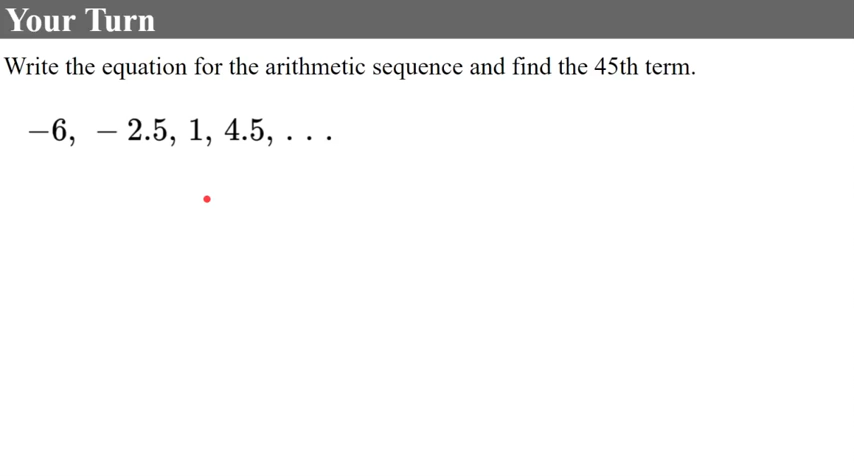 Your Turn
Write the equation for the arithmetic sequence and find the 45th term.
−6, − 2.5, 1, 4.5, . . .